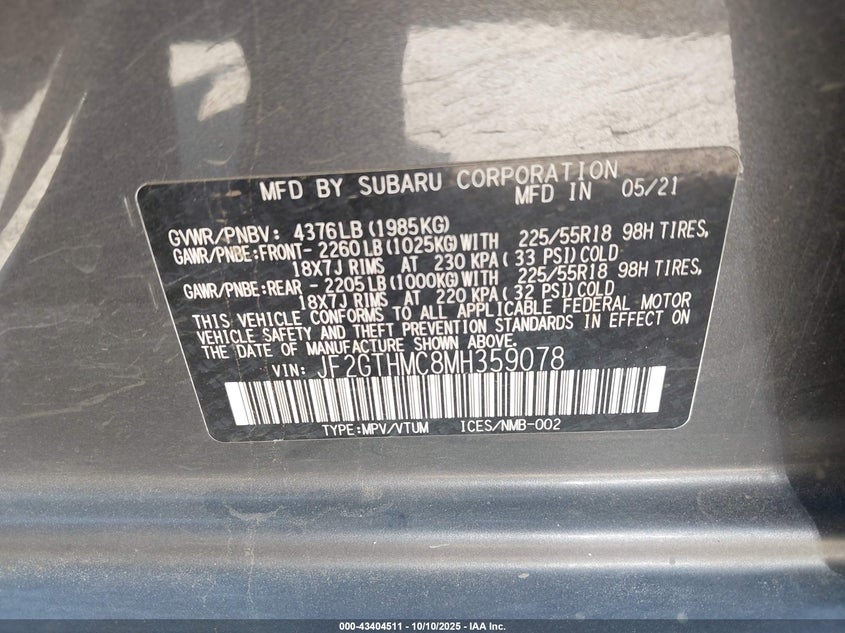 MFD BY SUBARU CORPORATION
MFD IN 05/21
GVWR/PNBV: 4376LB (1985KG)
GAWR/PNBE:FRONT- 2260LB (1025KG) WITH 225/55R18 98H TIRES,
18X7J RIMS AT 230 KPA ( 33 PSI) COLD
GAWR/PNBE:REAR - 2205LB (1000KG) WITH 225/55R18 98H TIRES,
18X7J RIMS AT 220 KPA ( 32 PSI) COLD
THIS VEHICLE CONFORMS TO ALL APPLICABLE FEDERAL MOTOR
VEHICLE SAFETY AND THEFT PREVENTION STANDARDS IN EFFECT ON
THE DATE OF MANUFACTURE SHOWN ABOVE.
VIN: JF2GTHMC8MH359078
TYPE:MPV/VTUM ICES/NMB-002
000-43404511 - 10/10/2025 - IAA Inc.